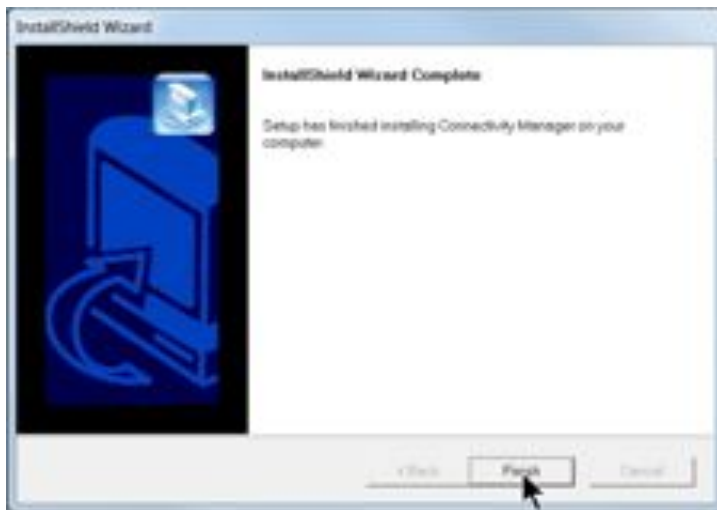 InstallShield Wizard
InstallShield Wizard Complete
Setup has finished installing Connectivity Manager on your
computer.
< Back
Finish
Cancel